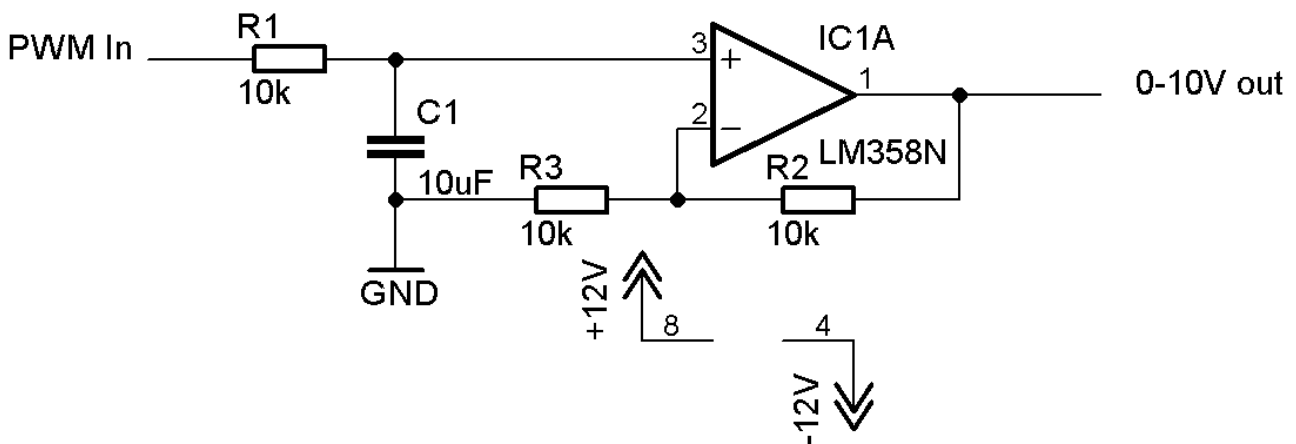 PWM In
R1
10k
C1
10uF
GND
R3
10k
R2
10k
3
+
2
−
1
IC1A
LM358N
0-10V out
+12V
8
4
-12V